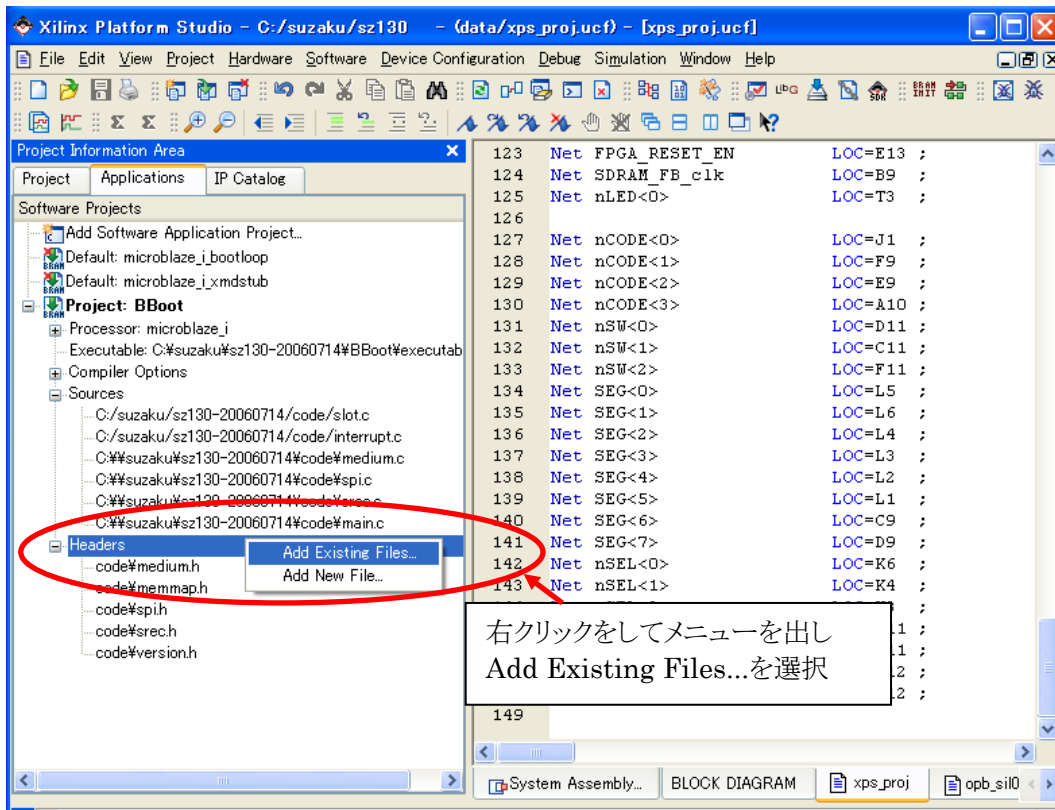 Xilinx Platform Studio - C:/suzaku/sz130 - (data/xps_proj.ucf) - [xps_proj.ucf]
File Edit View Project Hardware Software Device Configuration Debug Simulation Window Help
Project Information Area
Project Applications IP Catalog
Software Projects
Add Software Application Project...
Default: microblaze_i_bootloop
Default: microblaze_i_xmdstub
Project: BBoot
Processor: microblaze_i
Executable: C:¥suzaku¥sz130-20060714¥BBoot¥executab
Compiler Options
Sources
C:/suzaku/sz130-20060714/code/slot.c
C:/suzaku/sz130-20060714/code/interrupt.c
C:¥¥suzaku¥sz130-20060714¥code¥medium.c
C:¥¥suzaku¥sz130-20060714¥code¥spi.c
C:¥¥suzaku¥sz130-20060714¥code¥srec.c
C:¥¥suzaku¥sz130-20060714¥code¥main.c
Headers
code¥medium.h
code¥memmap.h
code¥spi.h
code¥srec.h
code¥version.h
Add Existing Files...
Add New File...
123 Net FPGA_RESET_EN LOC=E13 ;
124 Net SDRAM_FB_clk LOC=B9 ;
125 Net nLED<0> LOC=T3 ;
126
127 Net nCODE<0> LOC=J1 ;
128 Net nCODE<1> LOC=F9 ;
129 Net nCODE<2> LOC=E9 ;
130 Net nCODE<3> LOC=A10 ;
131 Net nSW<0> LOC=D11 ;
132 Net nSW<1> LOC=C11 ;
133 Net nSW<2> LOC=F11 ;
134 Net SEG<0> LOC=L5 ;
135 Net SEG<1> LOC=L6 ;
136 Net SEG<2> LOC=L4 ;
137 Net SEG<3> LOC=L3 ;
138 Net SEG<4> LOC=L2 ;
139 Net SEG<5> LOC=L1 ;
140 Net SEG<6> LOC=C9 ;
141 Net SEG<7> LOC=D9 ;
142 Net nSEL<0> LOC=K6 ;
143 Net nSEL<1> LOC=K4 ;
149
右クリックをしてメニューを出し
Add Existing Files...を選択
System Assembly... BLOCK DIAGRAM xps_proj opb_sil0